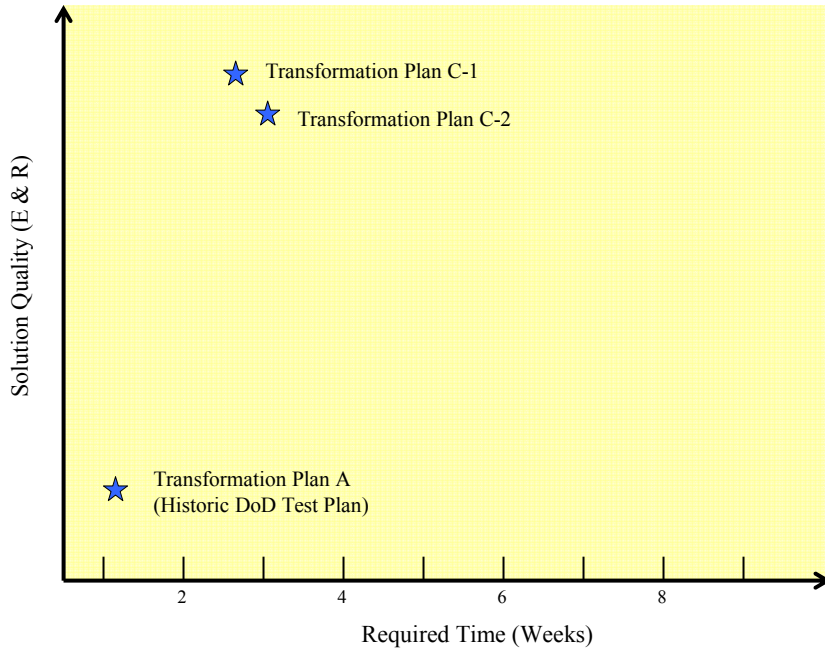 Transformation Plan C-1
Transformation Plan C-2
Solution Quality (E & R)
Transformation Plan A
(Historic DoD Test Plan)
2 4 6 8
Required Time (Weeks)